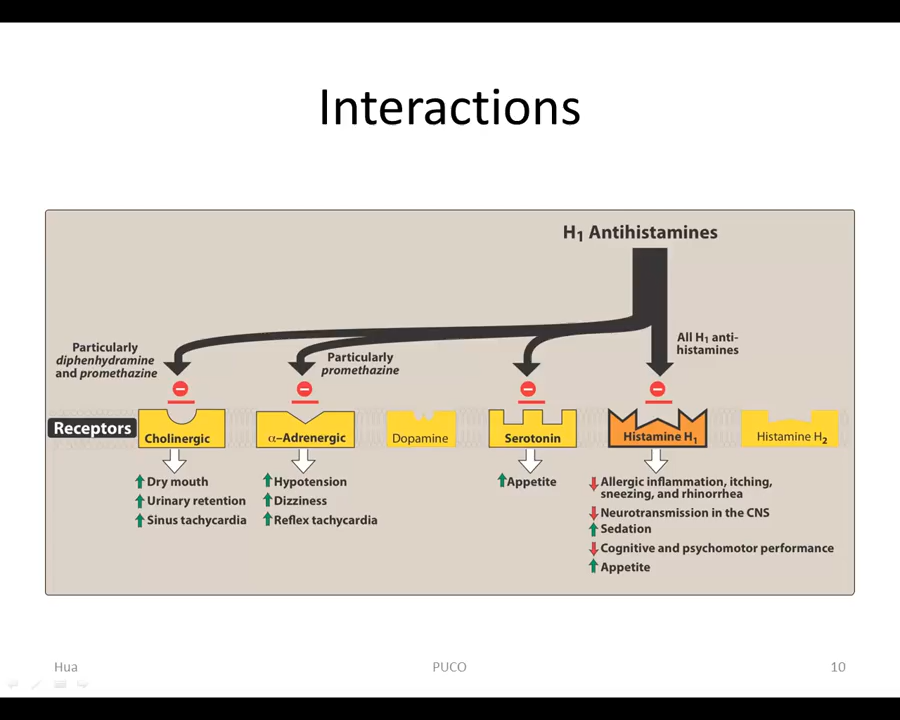 Interactions
H₁ Antihistamines
All H₁ anti-
histamines
Particularly
diphenhydramine
and promethazine
Particularly
promethazine
Receptors
Cholinergic
α–Adrenergic
Dopamine
Serotonin
Histamine H₁
Histamine H₂
Dry mouth
Urinary retention
Sinus tachycardia
Hypotension
Dizziness
Reflex tachycardia
Appetite
Allergic inflammation, itching,
sneezing, and rhinorrhea
Neurotransmission in the CNS
Sedation
Cognitive and psychomotor performance
Appetite
Hua
PUCO
10